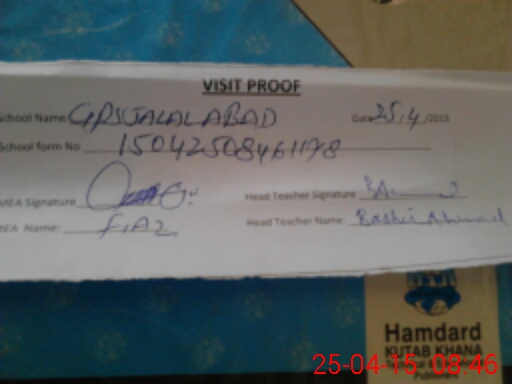 VISIT PROOF
School Name GPS JALALABAD Date 25/4/2015
School form No 15042508461198
MEA Signature Head Teacher Signature
MEA Name: FIAZ Head Teacher Name: Bashir Ahmad
Hamdard
KUTAB KHANA
25-04-15 08:46